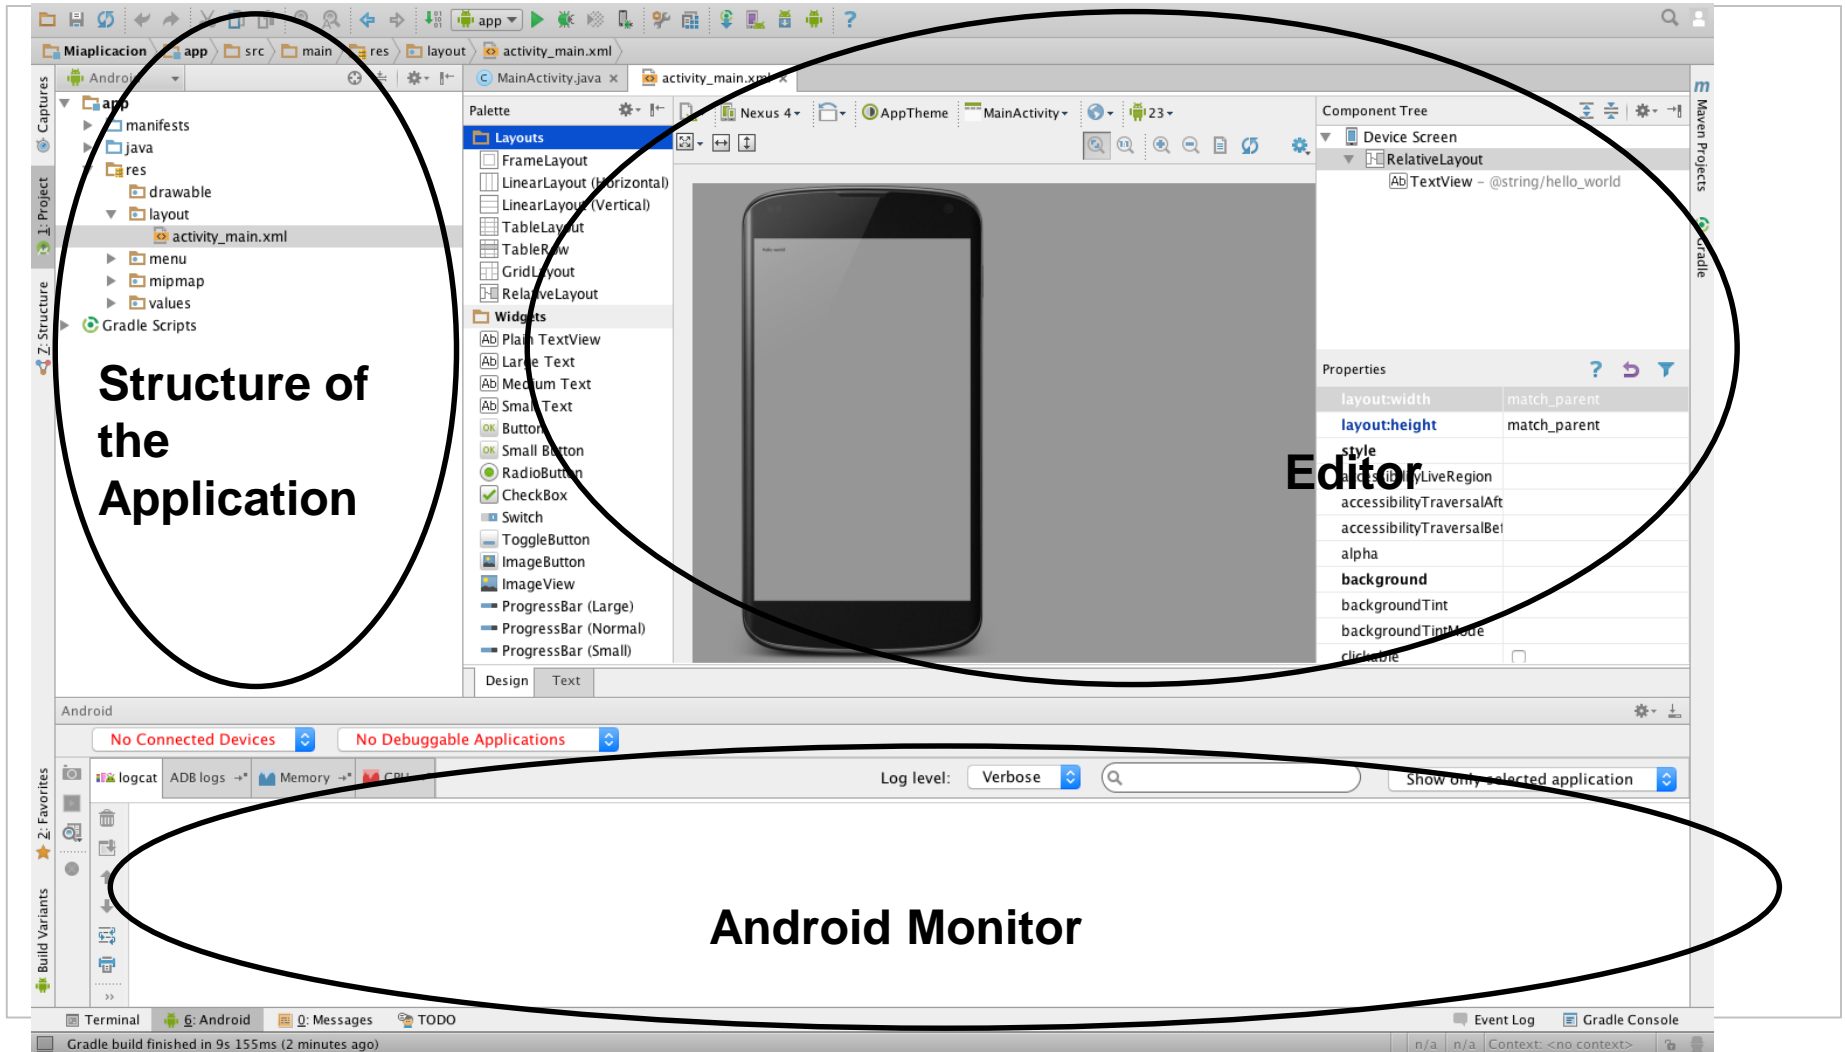 app
Miaplicacion app src main res layout activity_main.xml
Captures
1: Project
Z: Structure
2: Favorites
Build Variants
app
manifests
java
res
drawable
layout
activity_main.xml
menu
mipmap
values
Gradle Scripts
Structure of
the
Application
MainActivity.java activity_main.xml
Palette
Layouts
FrameLayout
LinearLayout (Horizontal)
LinearLayout (Vertical)
TableLayout
TableRow
GridLayout
RelativeLayout
Widgets
Plain TextView
Large Text
Medium Text
Small Text
Button
Small Button
RadioButton
CheckBox
Switch
ToggleButton
ImageButton
ImageView
ProgressBar (Large)
ProgressBar (Normal)
ProgressBar (Small)
Design Text
Nexus 4 AppTheme MainActivity 23
Hello world!
Component Tree
Device Screen
RelativeLayout
Ab TextView – @string/hello_world
Properties
layout:width match_parent
layout:height match_parent
style
accessibilityLiveRegion
accessibilityTraversalAft
accessibilityTraversalBef
alpha
background
backgroundTint
backgroundTintMode
clickable
Editor
Maven Projects
Gradle
Android
No Connected Devices No Debuggable Applications
logcat ADB logs Memory CPU
Log level: Verbose Show only selected application
Android Monitor
Terminal 6: Android 0: Messages TODO Event Log Gradle Console
Gradle build finished in 9s 155ms (2 minutes ago) n/a n/a Context: <no context>